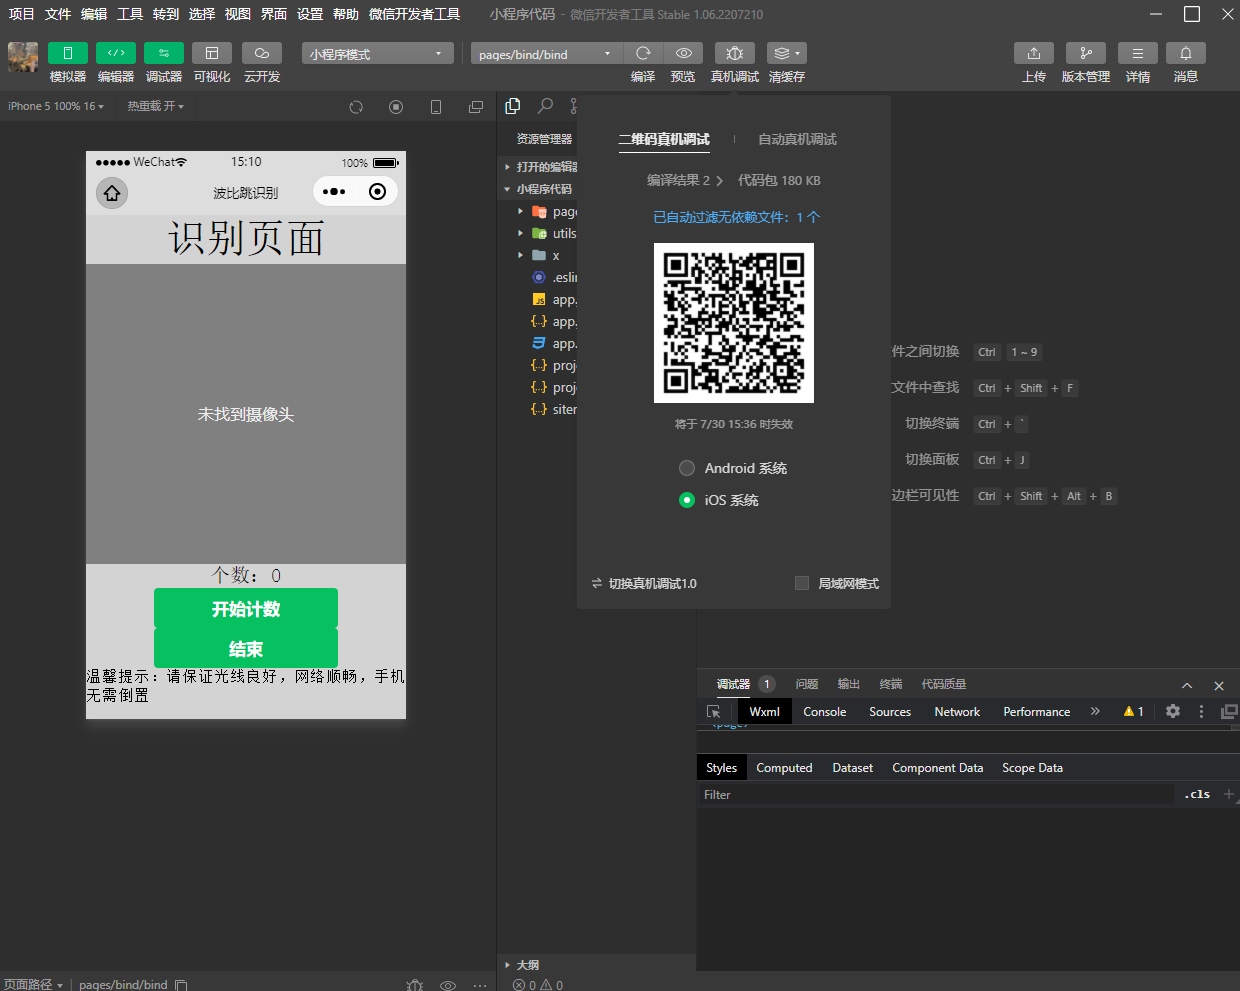 项目 文件 编辑 工具 转到 选择 视图 界面 设置 帮助 微信开发者工具 小程序代码 - 微信开发者工具 Stable 1.06.2207210
小程序模式 pages/bind/bind
模拟器 编辑器 调试器 可视化 云开发 编译 预览 真机调试 清缓存 上传 版本管理 详情 消息
iPhone 5 100% 16 热重载 开
WeChat 15:10 100%
波比跳识别
识别页面
未找到摄像头
个数：0
开始计数
结束
温馨提示：请保证光线良好，网络顺畅，手机
无需倒置
页面路径 pages/bind/bind
资源管理器
打开的编辑器
小程序代码
page
utils
x
.eslin
app.
app.
app.
proj
proj
siter
大纲
0 0
二维码真机调试 自动真机调试
编译结果 2 代码包 180 KB
已自动过滤无依赖文件：1 个
将于 7/30 15:36 时失效
Android 系统
iOS 系统
切换真机调试1.0 局域网模式
件之间切换 Ctrl 1 ~ 9
文件中查找 Ctrl + Shift + F
切换终端 Ctrl + `
切换面板 Ctrl + J
边栏可见性 Ctrl + Shift + Alt + B
调试器 1 问题 输出 终端 代码质量
Wxml Console Sources Network Performance 1
Styles Computed Dataset Component Data Scope Data
Filter .cls